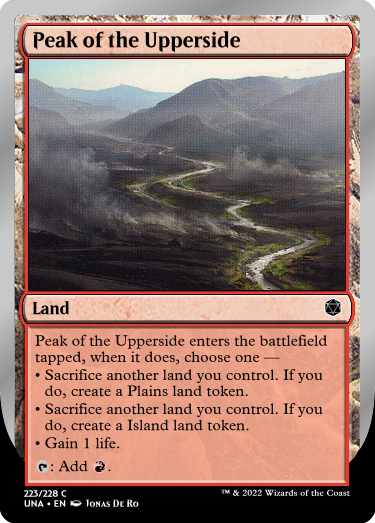 Peak of the Upperside
Land
Peak of the Upperside enters the battlefield
tapped, when it does, choose one —
• Sacrifice another land you control. If you
do, create a Plains land token.
• Sacrifice another land you control. If you
do, create a Island land token.
• Gain 1 life.
: Add .
223/228 C
™ & 2022 Wizards of the Coast
UNA • EN Jonas De Ro